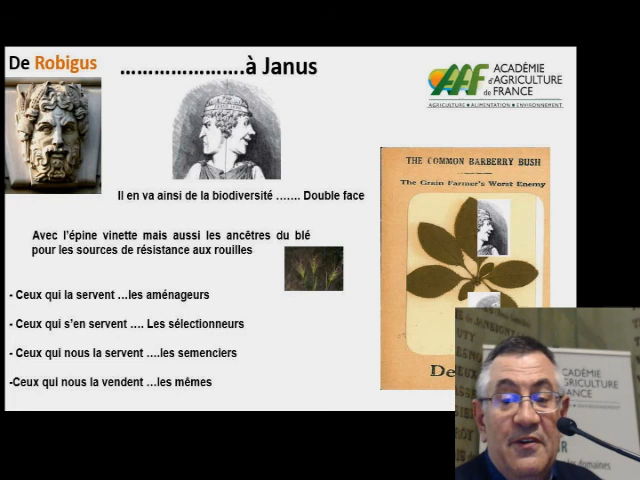 De Robigus
.......................à Janus
ACADÉMIE
d'AGRICULTURE
de FRANCE
AGRICULTURE ● ALIMENTATION ● ENVIRONNEMENT
Il en va ainsi de la biodiversité ……. Double face
THE COMMON BARBERRY BUSH
The Grain Farmer's Worst Enemy
Avec l'épine vinette mais aussi les ancêtres du blé
pour les sources de résistance aux rouilles
- Ceux qui la servent …les aménageurs
- Ceux qui s'en servent …. Les sélectionneurs
- Ceux qui nous la servent ….les semenciers
-Ceux qui nous la vendent …les mêmes
De